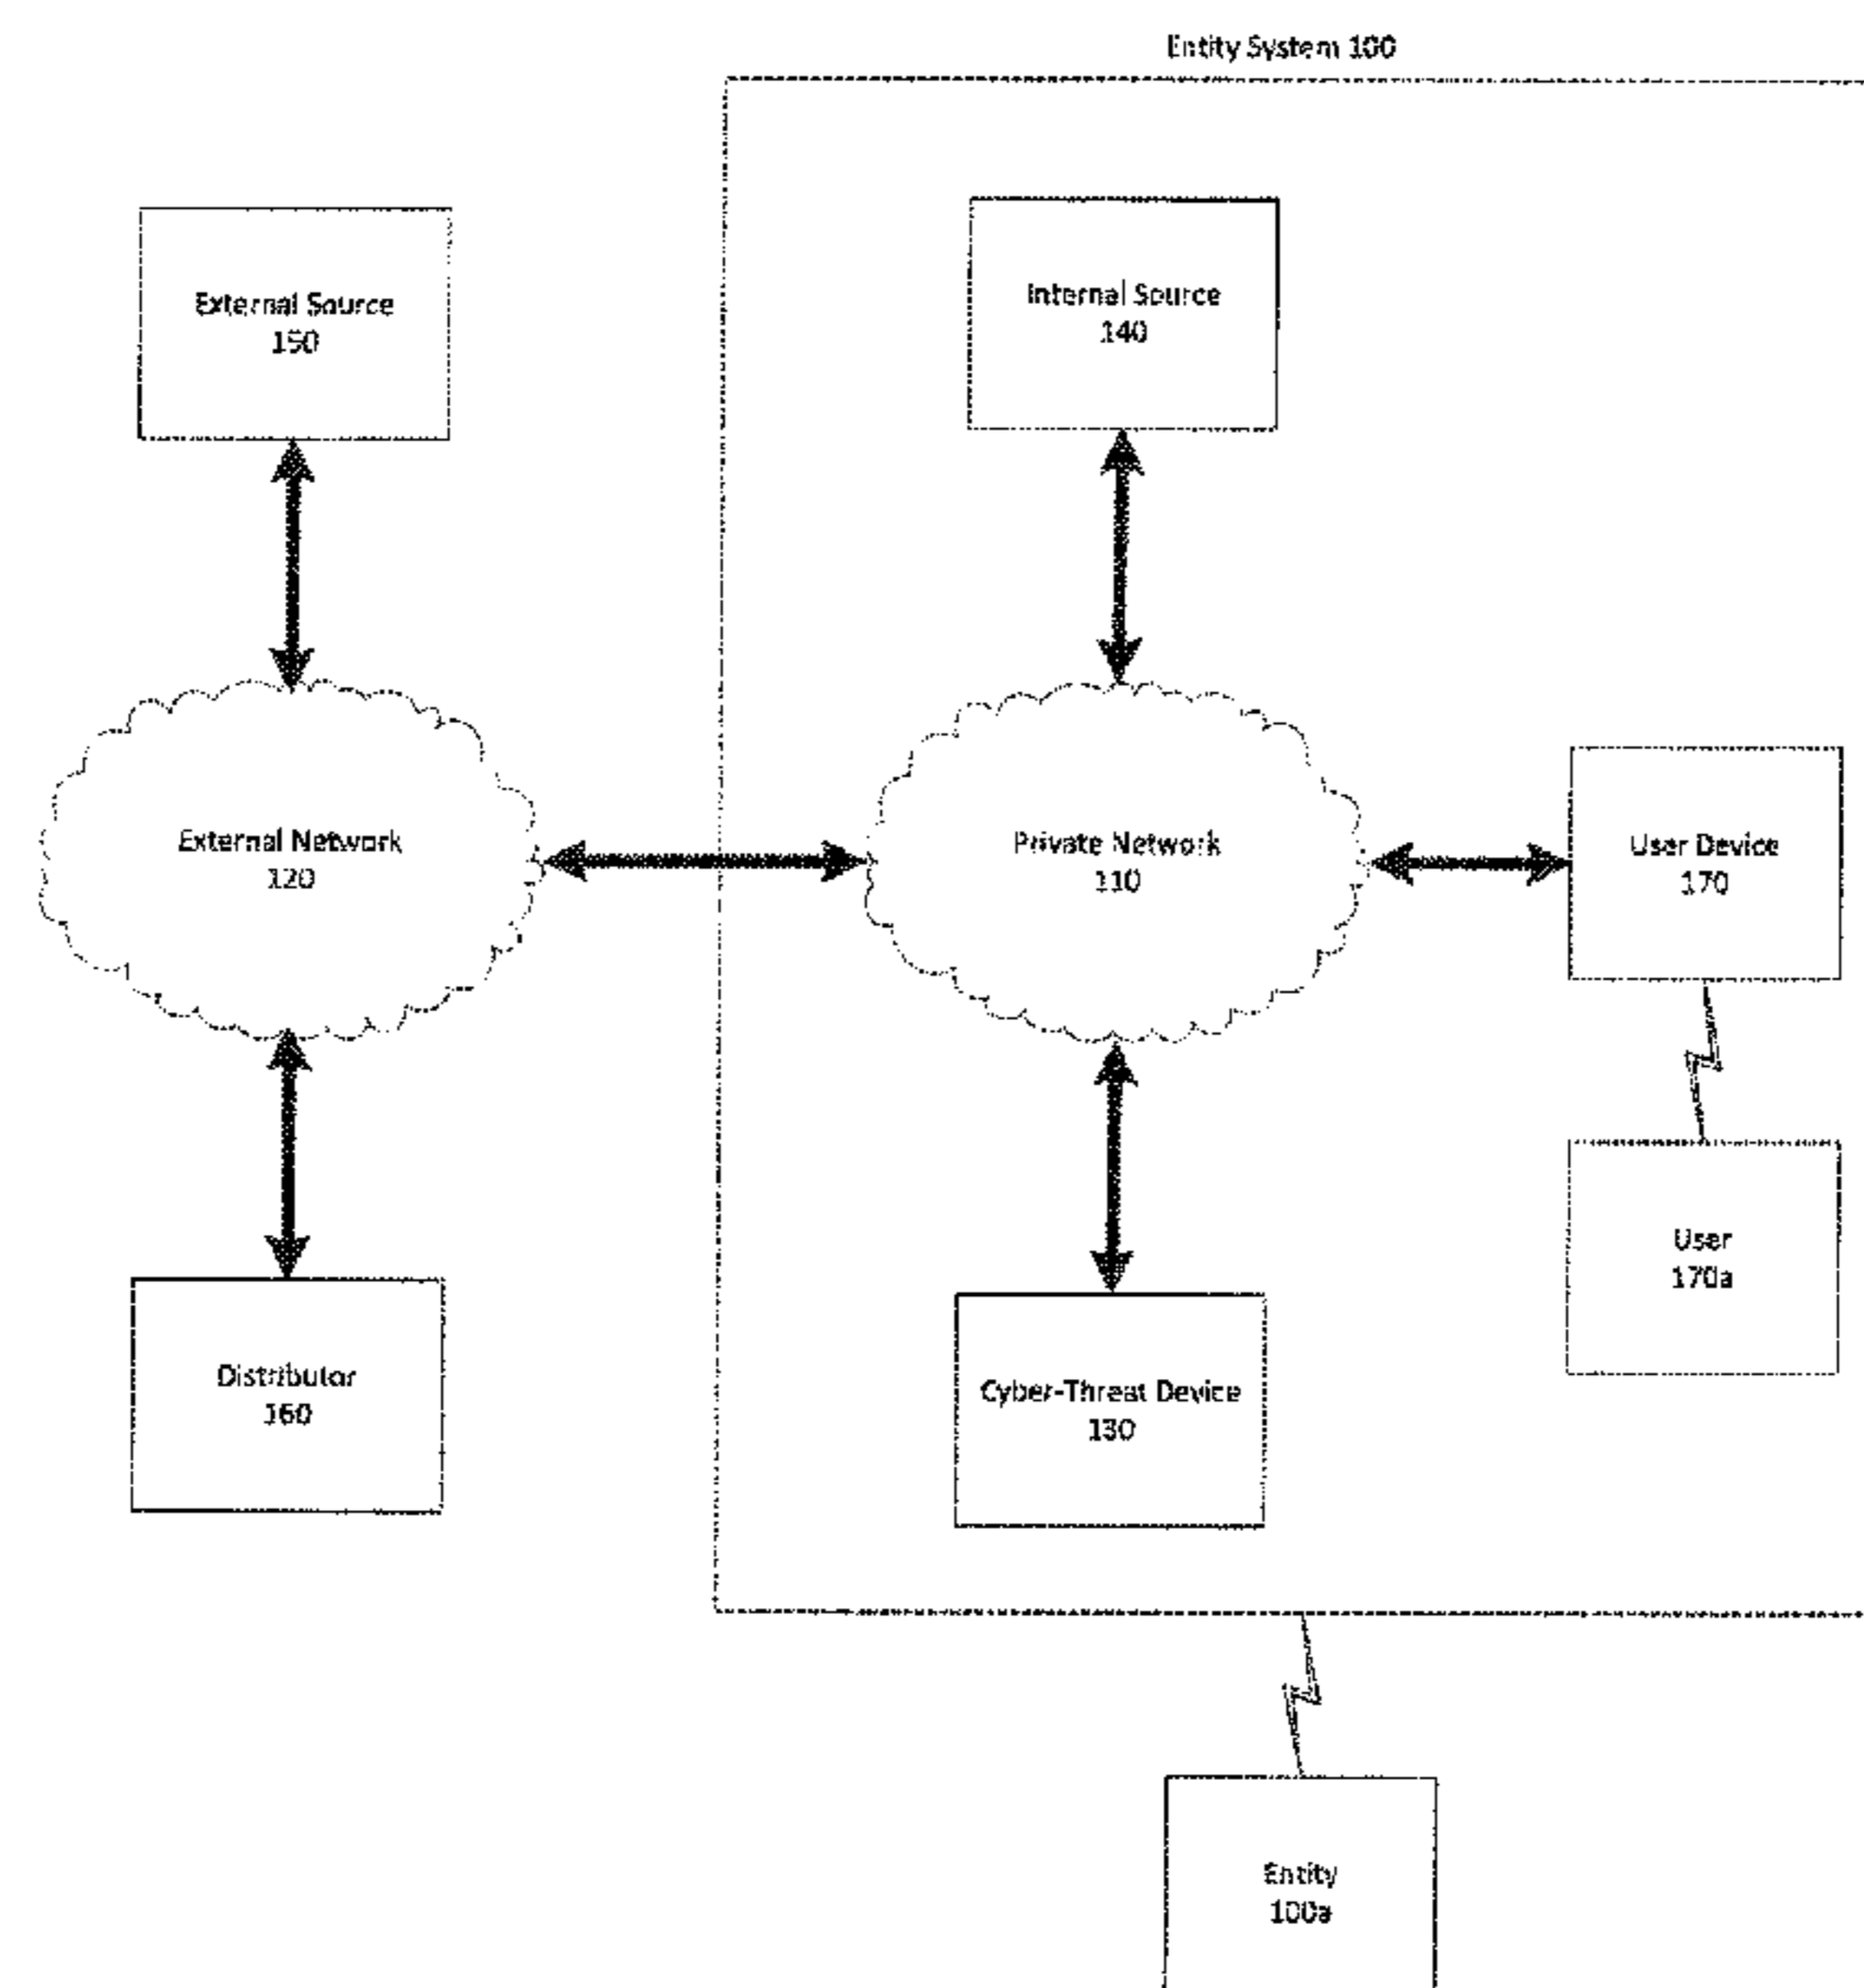 Entity System 100
External Source
150
Internal Source
140
External Network
120
Private Network
110
User Device
170
User
170a
Distributor
160
Cyber-Threat Device
130
Entity
100a